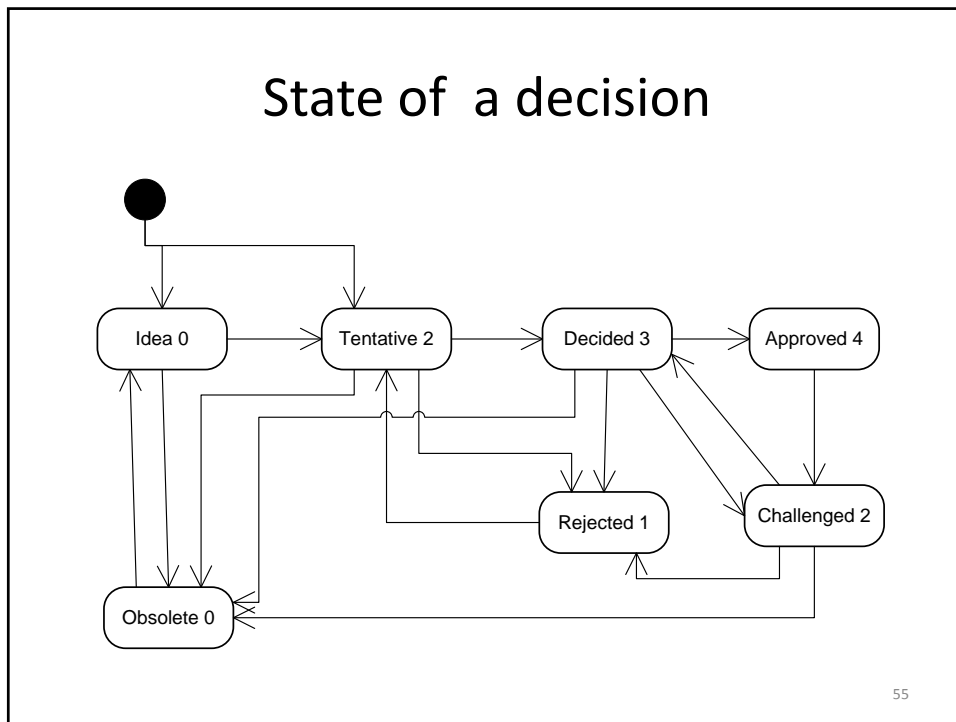 State of  a decision
Idea 0
Tentative 2
Decided 3
Approved 4
Rejected 1
Challenged 2
Obsolete 0
55